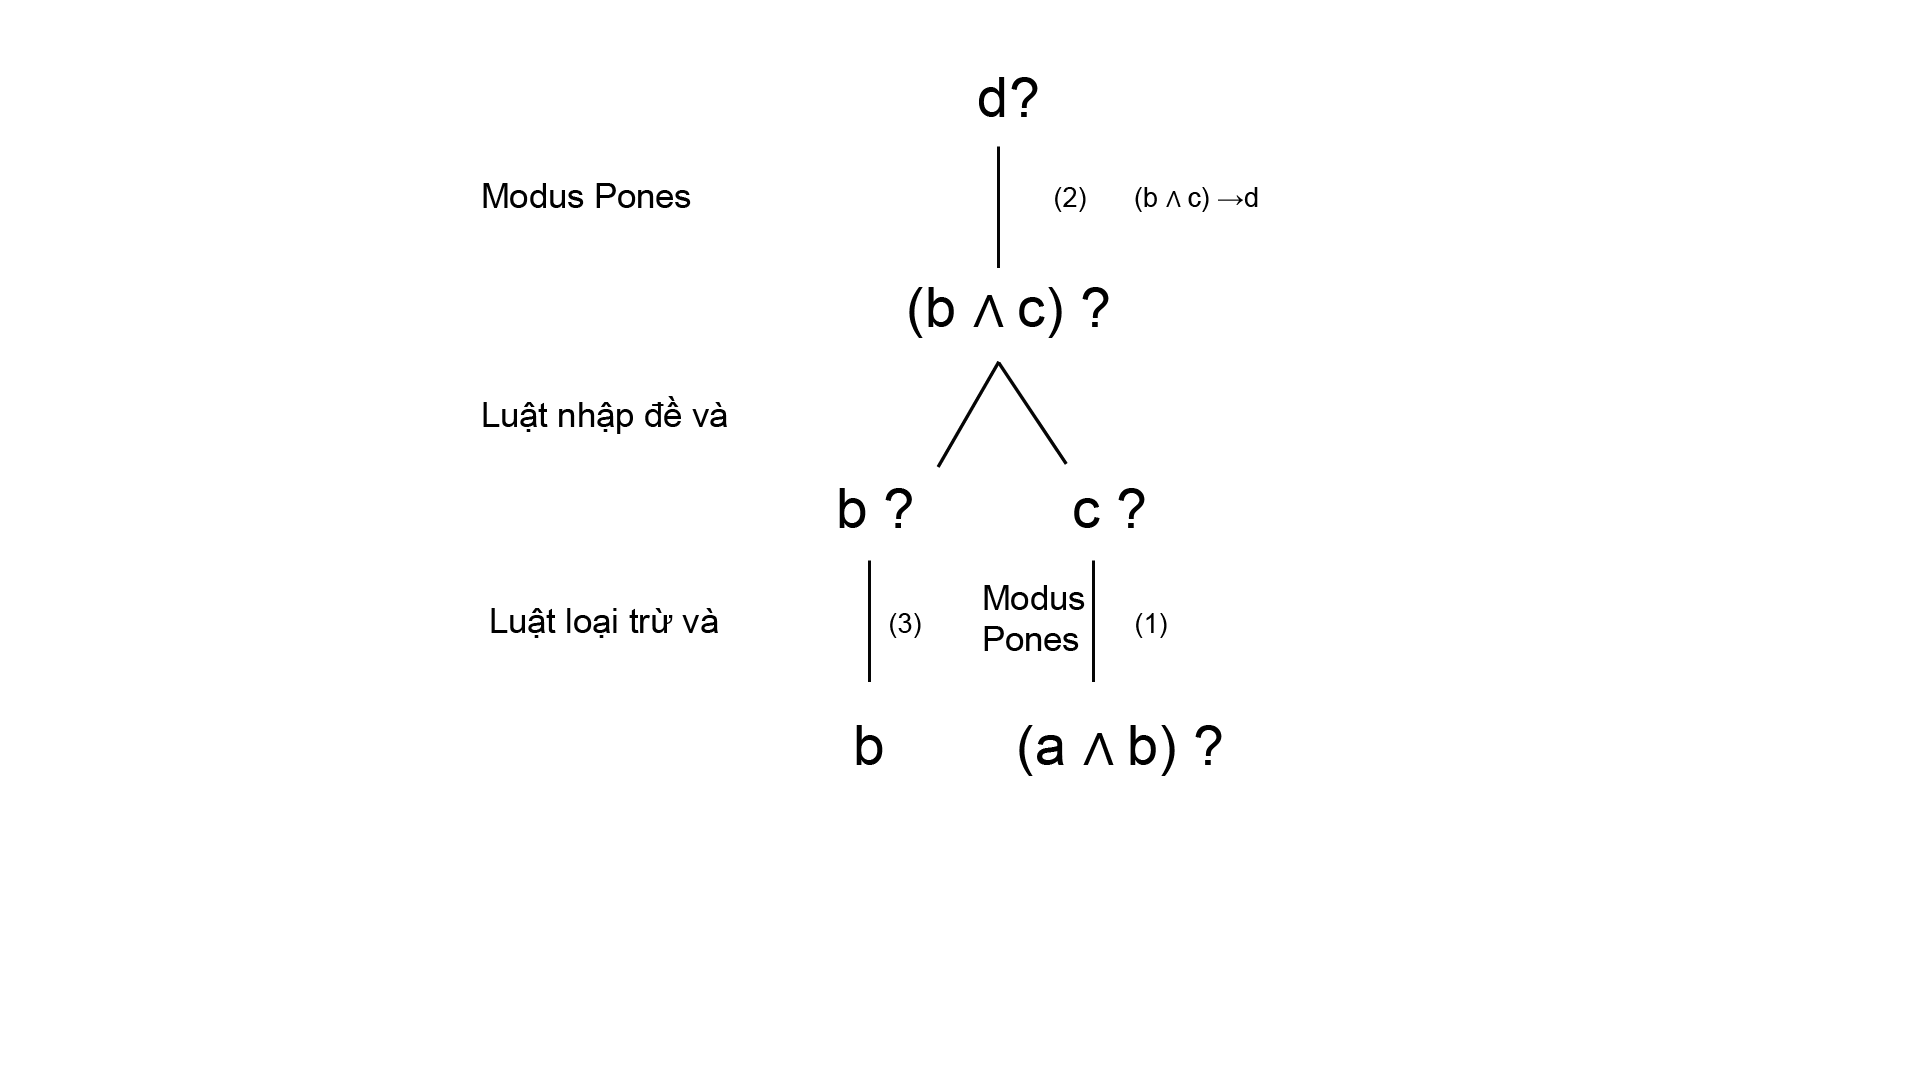 d?
Modus Pones
(2) (b ∧ c) →d
(b ∧ c) ?
Luật nhập đề và
b ?
c ?
Luật loại trừ và
(3)
Modus
Pones
(1)
b
(a ∧ b) ?